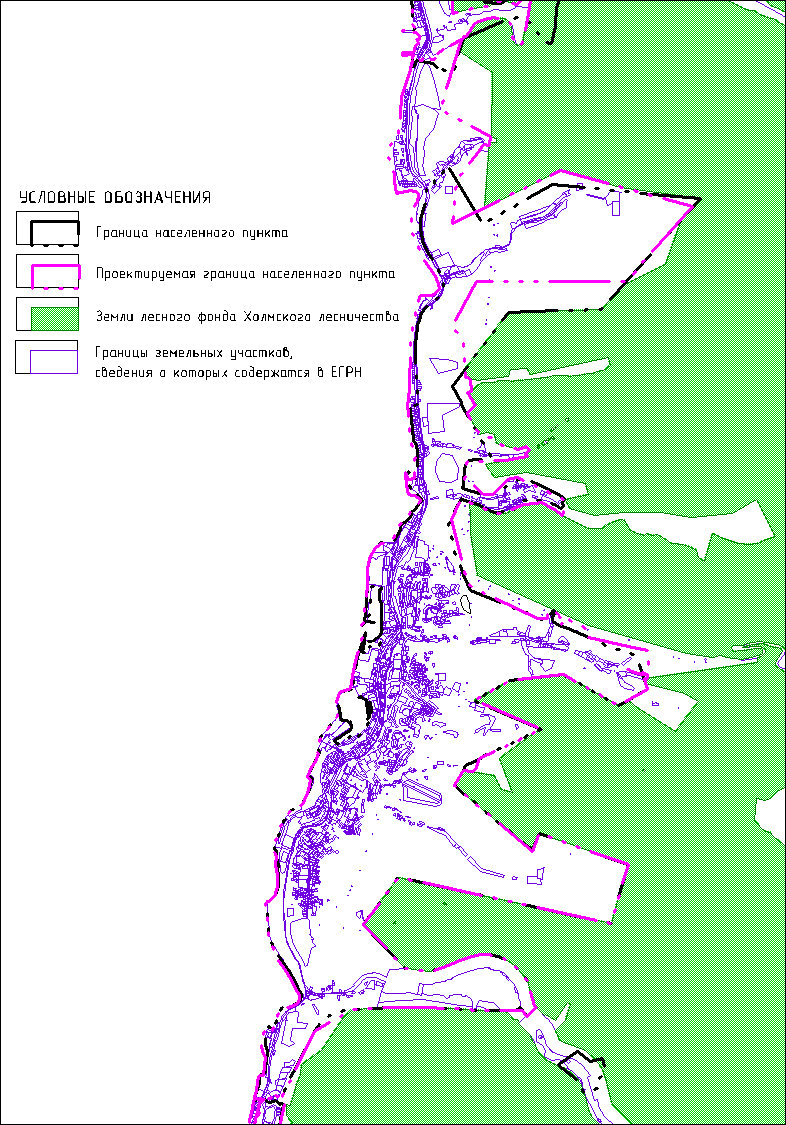 УСЛОВНЫЕ ОБОЗНАЧЕНИЯ
Граница населенного пункта
Проектируемая граница населенного пункта
Земли лесного фонда Холмского лесничества
Границы земельных участков,
сведения о которых содержатся в ЕГРН